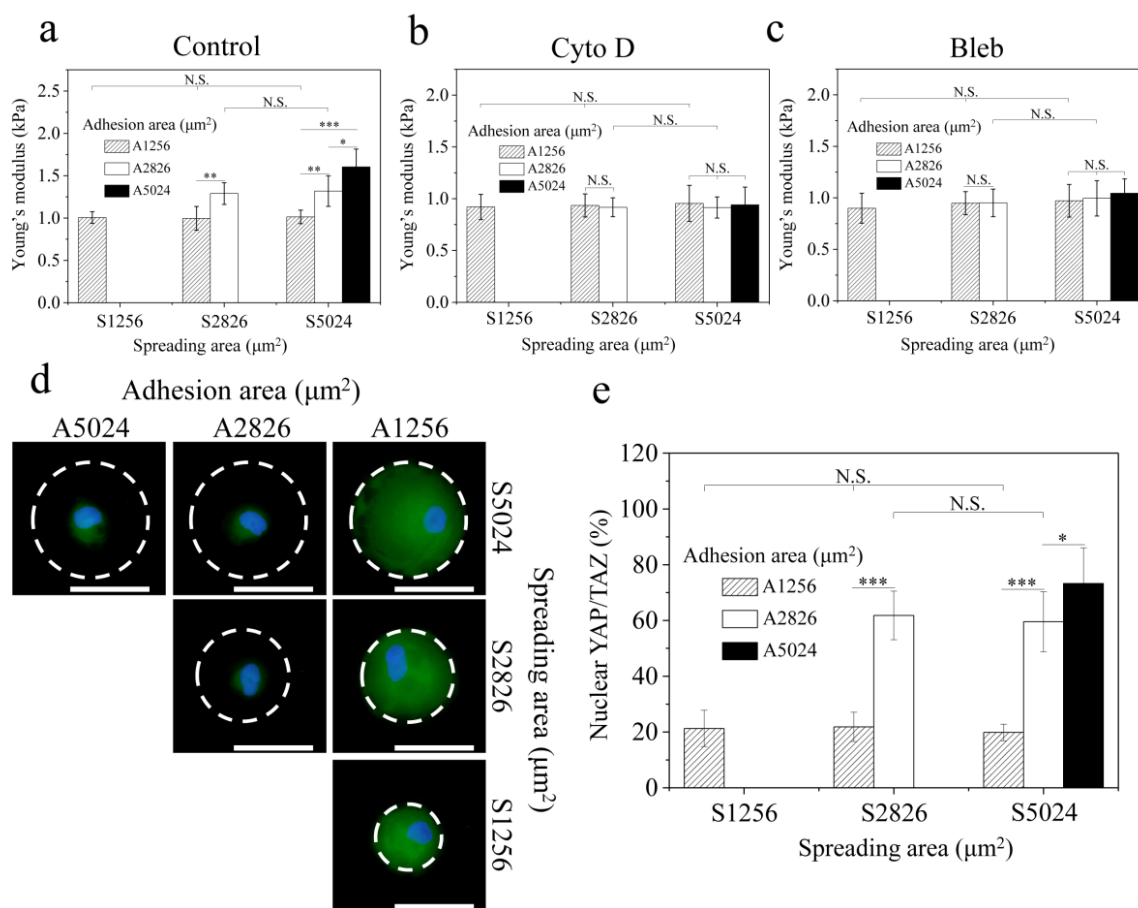 a
Control
Young's modulus (kPa)
2.0
1.5
1.0
0.5
0.0
N.S.
N.S.
***
*
**
**
Adhesion area (μm²)
A1256
A2826
A5024
S1256
S2826
S5024
Spreading area (μm²)
b
Cyto D
Young's modulus (kPa)
2.0
1.5
1.0
0.5
0.0
N.S.
N.S.
Adhesion area (μm²)
A1256
A2826
A5024
N.S.
N.S.
S1256
S2826
S5024
Spreading area (μm²)
c
Bleb
Young's modulus (kPa)
2.0
1.5
1.0
0.5
0.0
N.S.
N.S.
Adhesion area (μm²)
A1256
A2826
A5024
N.S.
N.S.
S1256
S2826
S5024
Spreading area (μm²)
d
Adhesion area (μm²)
A5024
A2826
A1256
S5024
S2826
S1256
Spreading area (μm²)
e
Nuclear YAP/TAZ (%)
120
100
80
60
40
20
0
N.S.
N.S.
Adhesion area (μm²)
A1256
A2826
A5024
***
***
*
S1256
S2826
S5024
Spreading area (μm²)